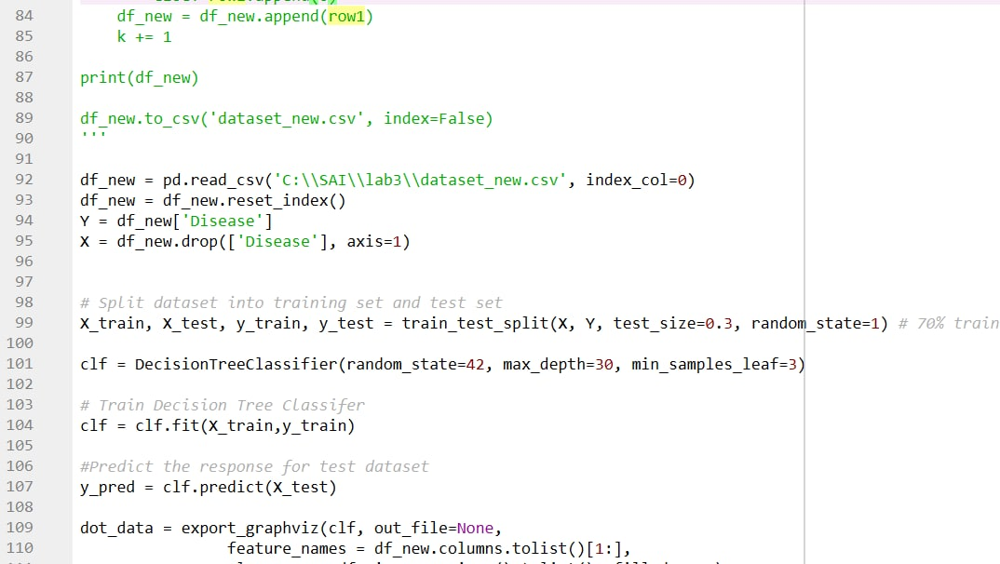 84 df_new = df_new.append(row1)
85 k += 1
86
87 print(df_new)
88
89 df_new.to_csv('dataset_new.csv', index=False)
90 '''
91
92 df_new = pd.read_csv('C:\\SAI\\lab3\\dataset_new.csv', index_col=0)
93 df_new = df_new.reset_index()
94 Y = df_new['Disease']
95 X = df_new.drop(['Disease'], axis=1)
96
97
98 # Split dataset into training set and test set
99 X_train, X_test, y_train, y_test = train_test_split(X, Y, test_size=0.3, random_state=1) # 70% train
100
101 clf = DecisionTreeClassifier(random_state=42, max_depth=30, min_samples_leaf=3)
102
103 # Train Decision Tree Classifer
104 clf = clf.fit(X_train,y_train)
105
106 #Predict the response for test dataset
107 y_pred = clf.predict(X_test)
108
109 dot_data = export_graphviz(clf, out_file=None,
110 feature_names = df_new.columns.tolist()[1:],